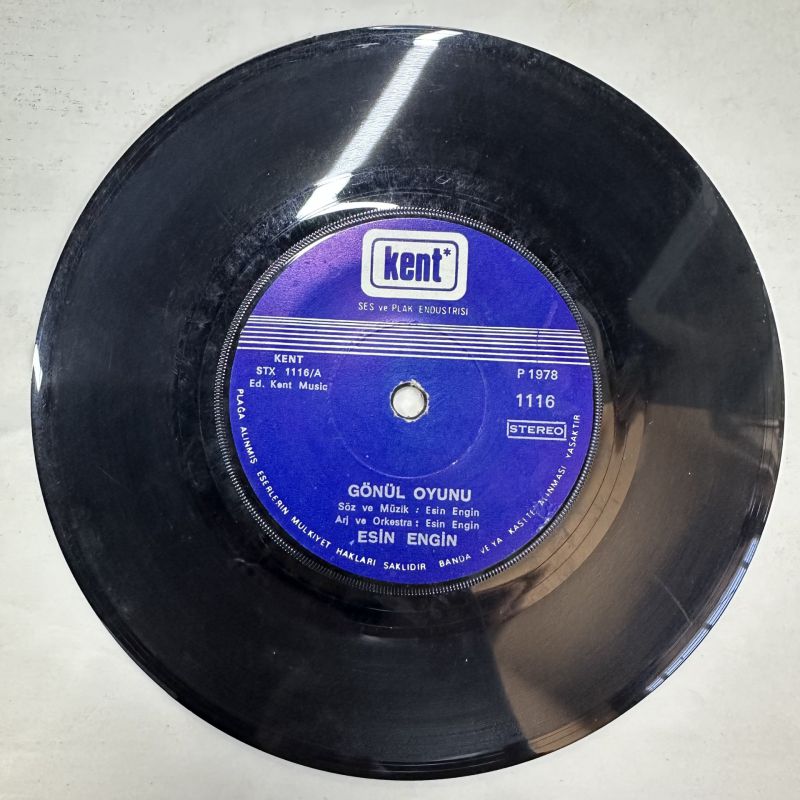 kent*
SES ve PLAK ENDUSTRISI
KENT
STX 1116/A
Ed. Kent Music
P 1978
1116
STEREO
GÖNÜL OYUNU
Söz ve Müzik : Esin Engin
Arj ve Orkestra : Esin Engin
ESİN ENGİN
PLAĞA ALINMIŞ ESERLERİN MÜLKİYET HAKLARI SAKLIDIR BANDA VEYA KASETE ALINMASI YASAKTIR